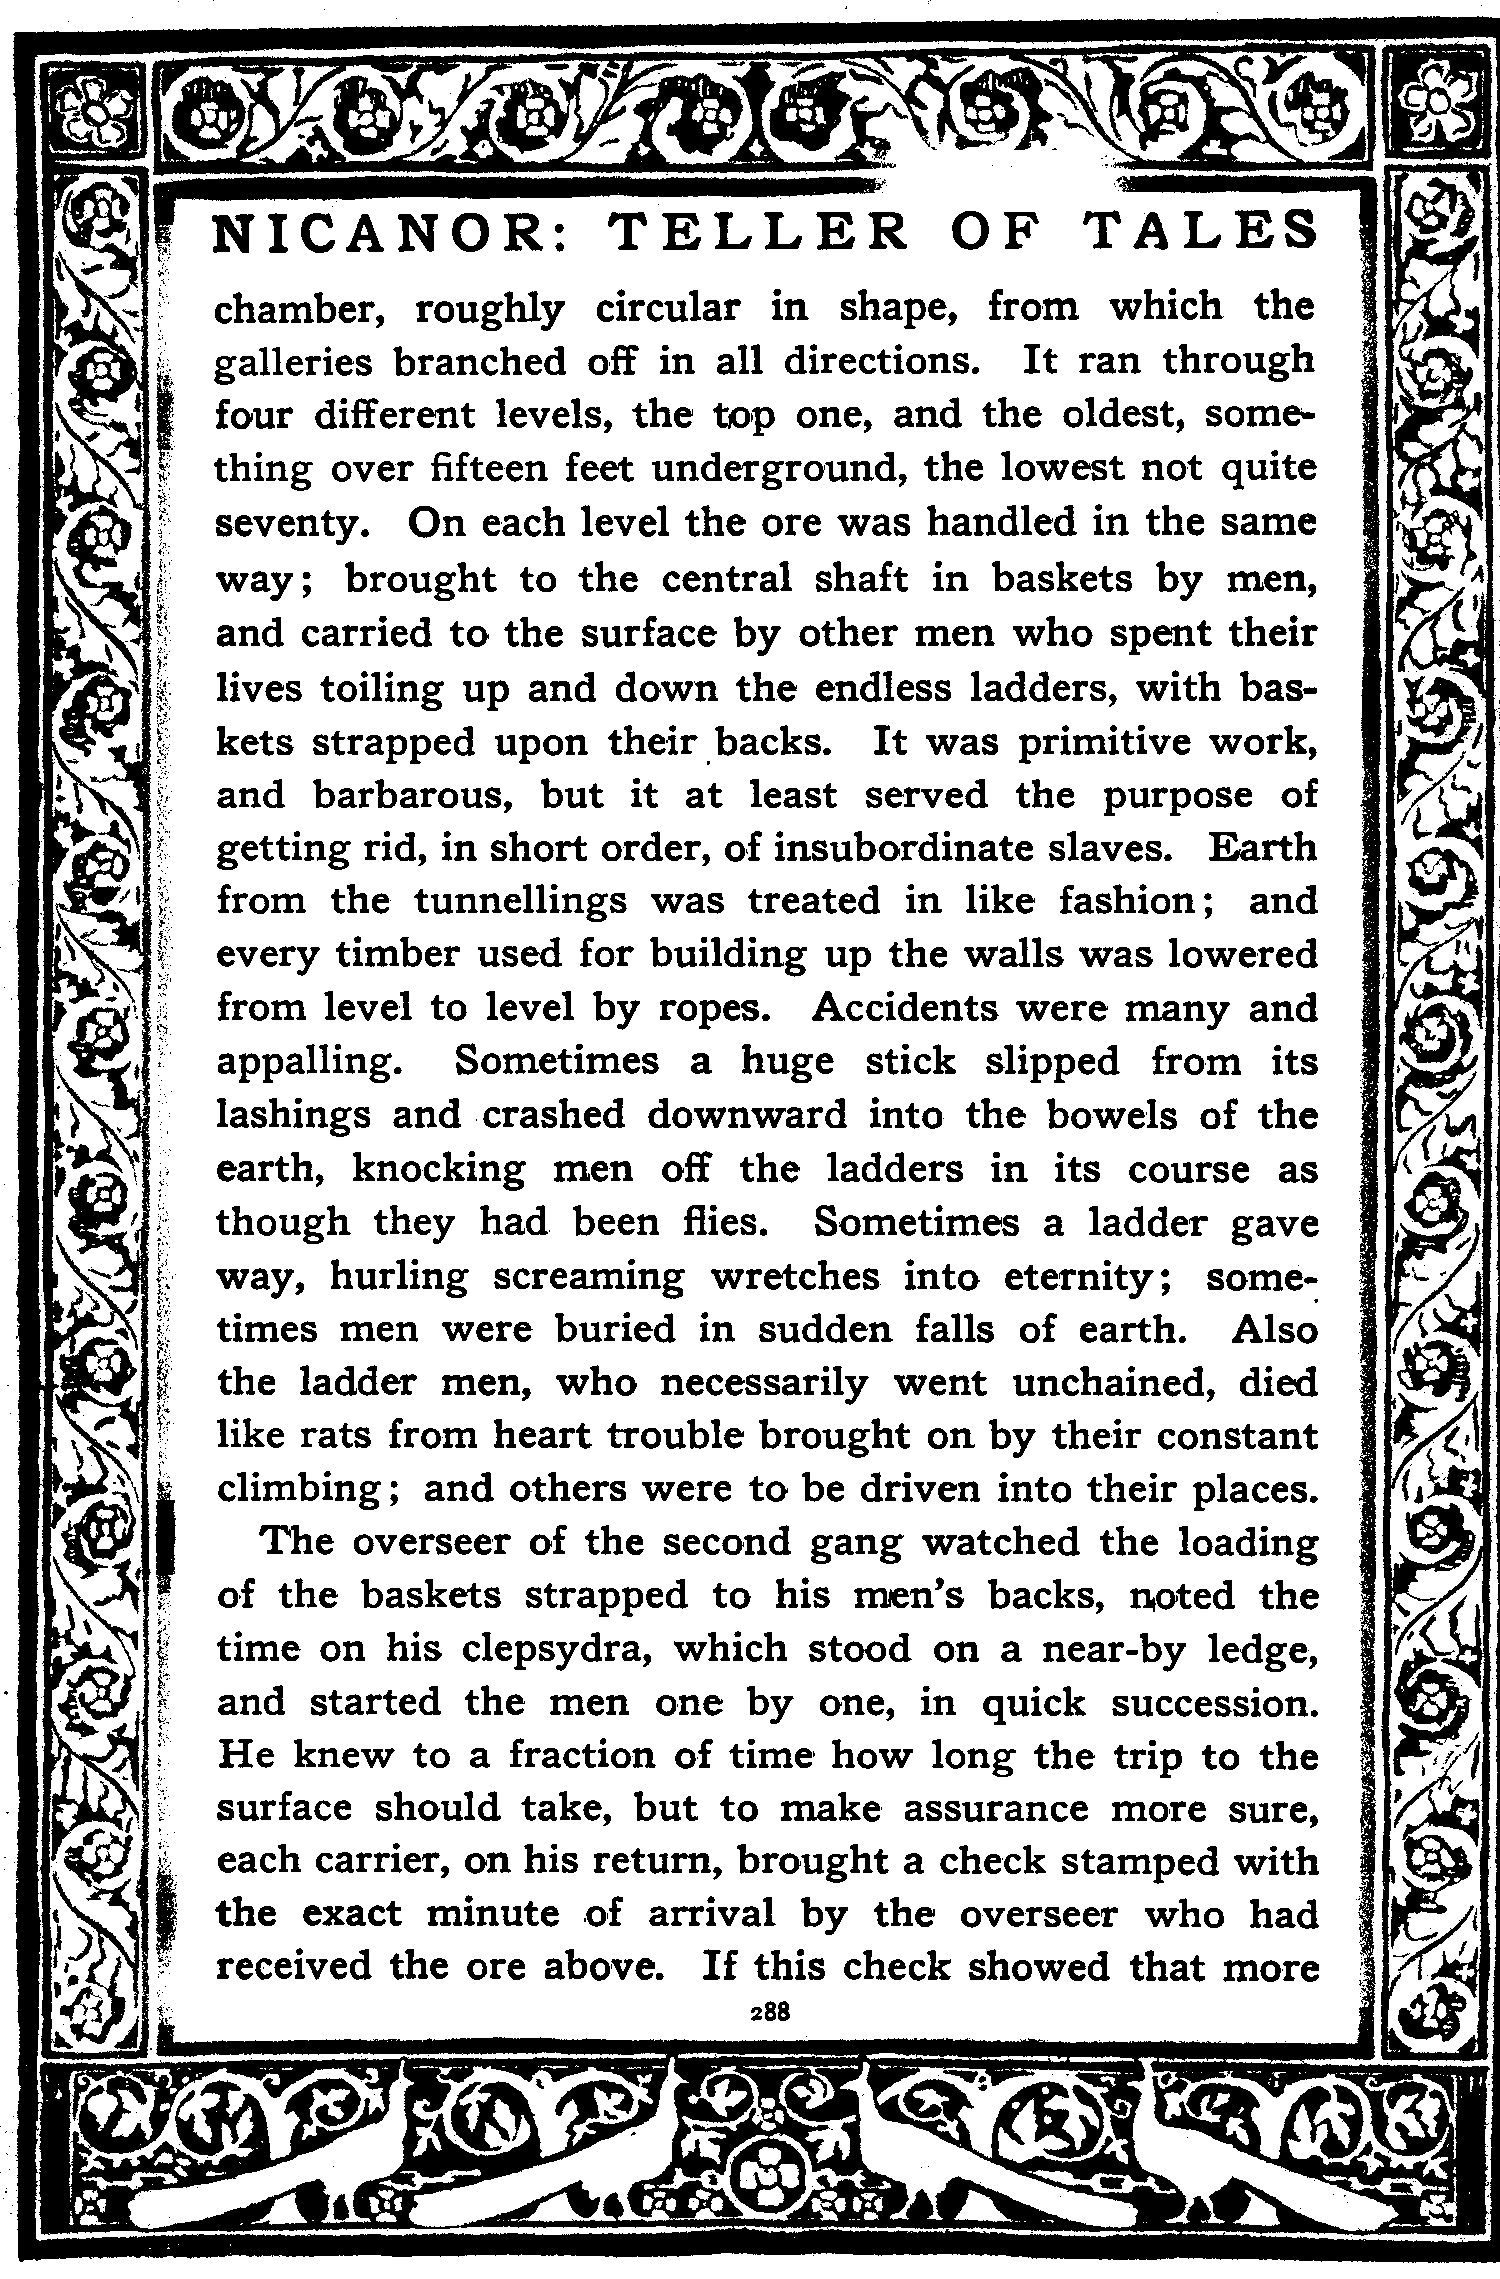 NICANOR: TELLER OF TALES
chamber, roughly circular in shape, from which the
galleries branched off in all directions. It ran through
four different levels, the top one, and the oldest, some-
thing over fifteen feet underground, the lowest not quite
seventy. On each level the ore was handled in the same
way; brought to the central shaft in baskets by men,
and carried to the surface by other men who spent their
lives toiling up and down the endless ladders, with bas-
kets strapped upon their backs. It was primitive work,
and barbarous, but it at least served the purpose of
getting rid, in short order, of insubordinate slaves. Earth
from the tunnellings was treated in like fashion; and
every timber used for building up the walls was lowered
from level to level by ropes. Accidents were many and
appalling. Sometimes a huge stick slipped from its
lashings and crashed downward into the bowels of the
earth, knocking men off the ladders in its course as
though they had been flies. Sometimes a ladder gave
way, hurling screaming wretches into eternity; some-
times men were buried in sudden falls of earth. Also
the ladder men, who necessarily went unchained, died
like rats from heart trouble brought on by their constant
climbing; and others were to be driven into their places.
The overseer of the second gang watched the loading
of the baskets strapped to his men's backs, noted the
time on his clepsydra, which stood on a near-by ledge,
and started the men one by one, in quick succession.
He knew to a fraction of time how long the trip to the
surface should take, but to make assurance more sure,
each carrier, on his return, brought a check stamped with
the exact minute of arrival by the overseer who had
received the ore above. If this check showed that more
288